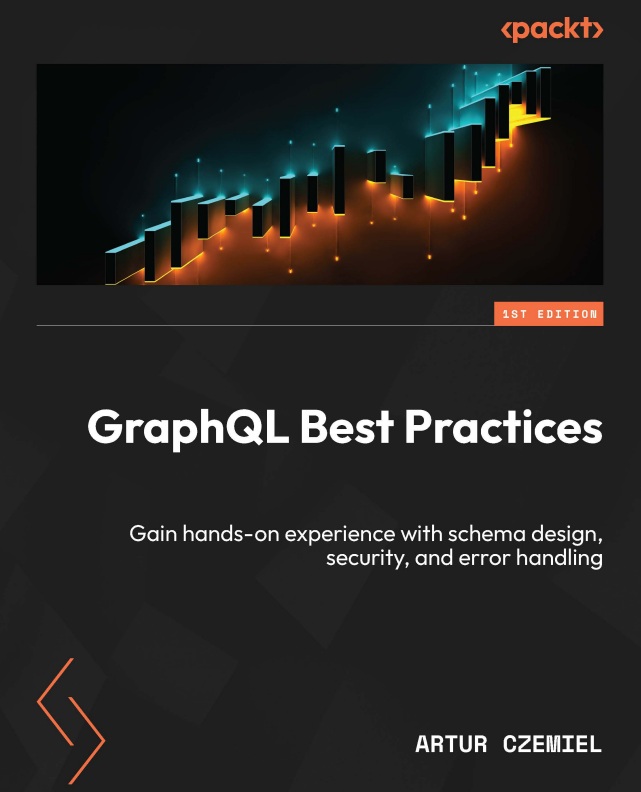 <packt>
1ST EDITION
GraphQL Best Practices
Gain hands-on experience with schema design,
security, and error handling
ARTUR CZEMIEL